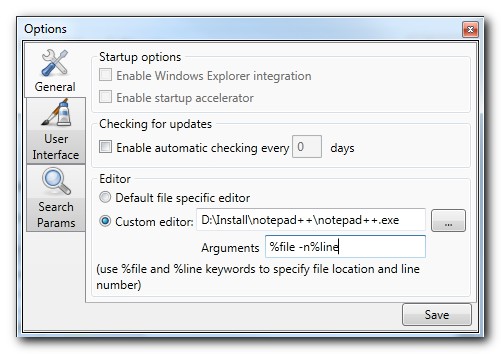 Options
General
User
Interface
Search
Params
Startup options
Enable Windows Explorer integration
Enable startup accelerator
Checking for updates
Enable automatic checking every 0 days
Editor
Default file specific editor
Custom editor: D:\Install\notepad++\notepad++.exe ...
Arguments %file -n%line
(use %file and %line keywords to specify file location and line
number)
Save